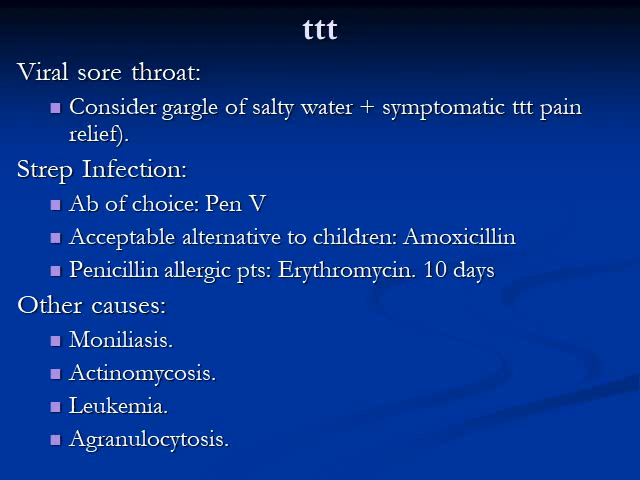 ttt
Viral sore throat:
Consider gargle of salty water + symptomatic ttt pain
relief).
Strep Infection:
Ab of choice: Pen V
Acceptable alternative to children: Amoxicillin
Penicillin allergic pts: Erythromycin. 10 days
Other causes:
Moniliasis.
Actinomycosis.
Leukemia.
Agranulocytosis.